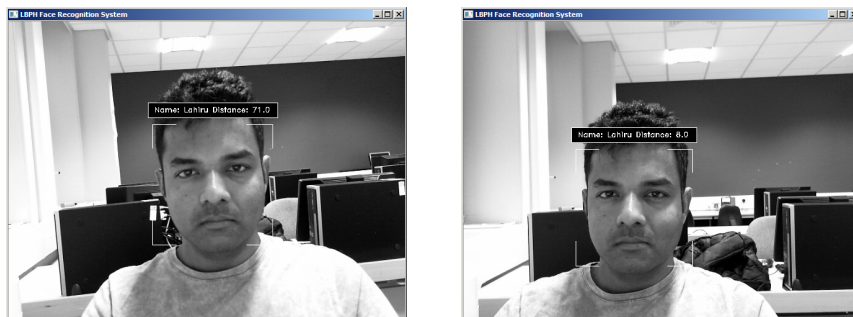 LBPH Face Recognition System
Name: Lahiru Distance: 71.0
LBPH Face Recognition System
Name: Lahiru Distance: 8.0